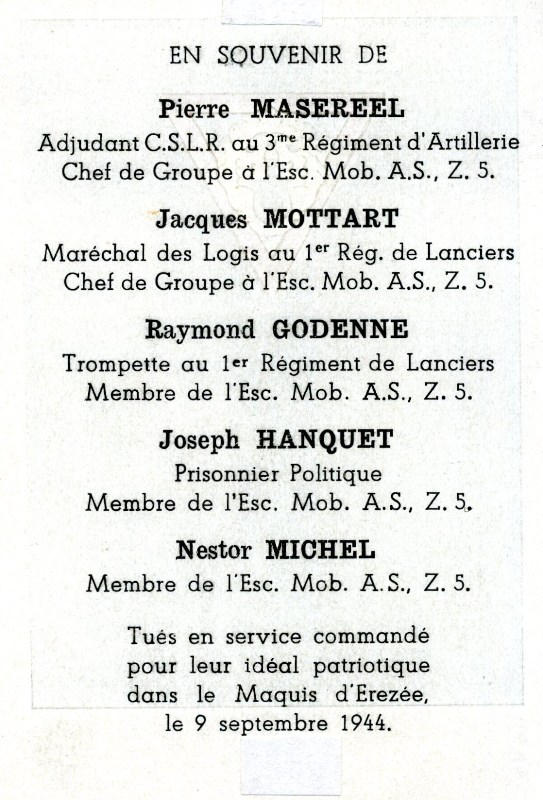 EN SOUVENIR DE
Pierre MASEREEL
Adjudant C.S.L.R. au 3me Régiment d'Artillerie
Chef de Groupe à l'Esc. Mob. A.S., Z. 5.
Jacques MOTTART
Maréchal des Logis au 1er Rég. de Lanciers
Chef de Groupe à l'Esc. Mob. A.S., Z. 5.
Raymond GODENNE
Trompette au 1er Régiment de Lanciers
Membre de l'Esc. Mob. A.S., Z. 5.
Joseph HANQUET
Prisonnier Politique
Membre de l'Esc. Mob. A.S., Z. 5.
Nestor MICHEL
Membre de l'Esc. Mob. A.S., Z. 5.
Tués en service commandé
pour leur idéal patriotique
dans le Maquis d'Erezée,
le 9 septembre 1944.